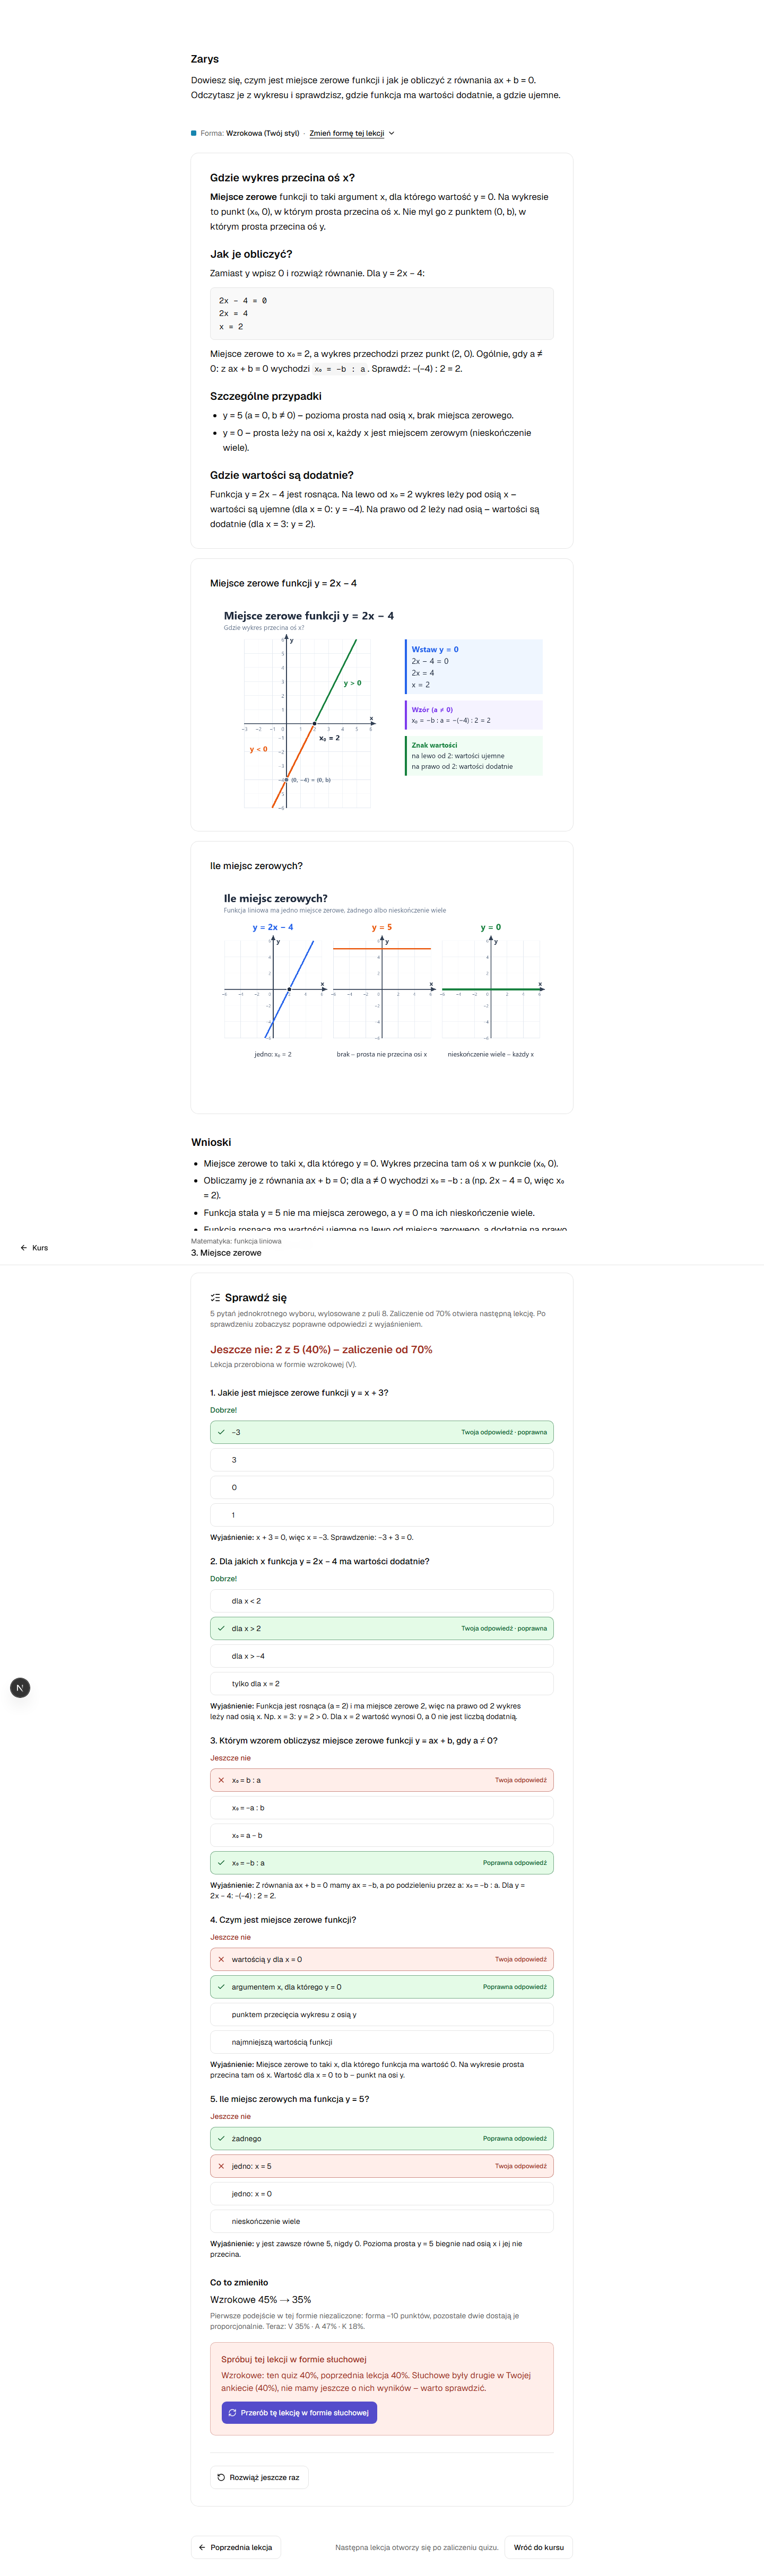 Zarys
Dowiesz się, czym jest miejsce zerowe funkcji i jak je obliczyć z równania ax + b = 0.
Odczytasz je z wykresu i sprawdzisz, gdzie funkcja ma wartości dodatnie, a gdzie ujemne.
Forma: Wzrokowa (Twój styl) · Zmień formę tej lekcji
Gdzie wykres przecina oś x?
Miejsce zerowe funkcji to taki argument x, dla którego wartość y = 0. Na wykresie
to punkt (x₀, 0), w którym prosta przecina oś x. Nie myl go z punktem (0, b), w
którym prosta przecina oś y.
Jak je obliczyć?
Zamiast y wpisz 0 i rozwiąż równanie. Dla y = 2x − 4:
2x − 4 = 0
2x = 4
x = 2
Miejsce zerowe to x₀ = 2, a wykres przechodzi przez punkt (2, 0). Ogólnie, gdy a ≠
0: z ax + b = 0 wychodzi x₀ = −b : a. Sprawdź: −(−4) : 2 = 2.
Szczególne przypadki
• y = 5 (a = 0, b ≠ 0) – pozioma prosta nad osią x, brak miejsca zerowego.
• y = 0 – prosta leży na osi x, każdy x jest miejscem zerowym (nieskończenie
wiele).
Gdzie wartości są dodatnie?
Funkcja y = 2x − 4 jest rosnąca. Na lewo od x₀ = 2 wykres leży pod osią x –
wartości są ujemne (dla x = 0: y = −4). Na prawo od 2 leży nad osią – wartości są
dodatnie (dla x = 3: y = 2).
Miejsce zerowe funkcji y = 2x − 4
Miejsce zerowe funkcji y = 2x − 4
Gdzie wykres przecina oś x?
y
y > 0
x
x₀ = 2
y < 0
(0, −4) = (0, b)
Wstaw y = 0
2x − 4 = 0
2x = 4
x = 2
Wzór (a ≠ 0)
x₀ = −b : a = −(−4) : 2 = 2
Znak wartości
na lewo od 2: wartości ujemne
na prawo od 2: wartości dodatnie
Ile miejsc zerowych?
Ile miejsc zerowych?
Funkcja liniowa ma jedno miejsce zerowe, żadnego albo nieskończenie wiele
y = 2x − 4
y = 5
y = 0
y y y
x x x
jedno: x₀ = 2
brak – prosta nie przecina osi x
nieskończenie wiele – każdy x
Wnioski
• Miejsce zerowe to taki x, dla którego y = 0. Wykres przecina tam oś x w punkcie (x₀, 0).
• Obliczamy je z równania ax + b = 0; dla a ≠ 0 wychodzi x₀ = −b : a (np. 2x − 4 = 0, więc x₀
= 2).
• Funkcja stała y = 5 nie ma miejsca zerowego, a y = 0 ma ich nieskończenie wiele.
• Funkcja rosnąca ma wartości ujemne na lewo od miejsca zerowego, a dodatnie na prawo
Kurs
Matematyka: funkcja liniowa
3. Miejsce zerowe
Sprawdź się
5 pytań jednokrotnego wyboru, wylosowane z puli 8. Zaliczenie od 70% otwiera następną lekcję. Po
sprawdzeniu zobaczysz poprawne odpowiedzi z wyjaśnieniem.
Jeszcze nie: 2 z 5 (40%) – zaliczenie od 70%
Lekcja przerobiona w formie wzrokowej (V).
1. Jakie jest miejsce zerowe funkcji y = x + 3?
Dobrze!
−3 Twoja odpowiedź · poprawna
3
0
1
Wyjaśnienie: x + 3 = 0, więc x = −3. Sprawdzenie: −3 + 3 = 0.
2. Dla jakich x funkcja y = 2x − 4 ma wartości dodatnie?
Dobrze!
dla x < 2
dla x > 2 Twoja odpowiedź · poprawna
dla x > −4
tylko dla x = 2
Wyjaśnienie: Funkcja jest rosnąca (a = 2) i ma miejsce zerowe 2, więc na prawo od 2 wykres
leży nad osią x. Np. x = 3: y = 2 > 0. Dla x = 2 wartość wynosi 0, a 0 nie jest liczbą dodatnią.
3. Którym wzorem obliczysz miejsce zerowe funkcji y = ax + b, gdy a ≠ 0?
Jeszcze nie
x₀ = b : a Twoja odpowiedź
x₀ = −a : b
x₀ = a − b
x₀ = −b : a Poprawna odpowiedź
Wyjaśnienie: Z równania ax + b = 0 mamy ax = −b, a po podzieleniu przez a: x₀ = −b : a. Dla y =
2x − 4: −(−4) : 2 = 2.
4. Czym jest miejsce zerowe funkcji?
Jeszcze nie
wartością y dla x = 0 Twoja odpowiedź
argumentem x, dla którego y = 0 Poprawna odpowiedź
punktem przecięcia wykresu z osią y
najmniejszą wartością funkcji
Wyjaśnienie: Miejsce zerowe to taki x, dla którego funkcja ma wartość 0. Na wykresie prosta
przecina tam oś x. Wartość dla x = 0 to b – punkt na osi y.
5. Ile miejsc zerowych ma funkcja y = 5?
Jeszcze nie
żadnego Poprawna odpowiedź
jedno: x = 5 Twoja odpowiedź
jedno: x = 0
nieskończenie wiele
Wyjaśnienie: y jest zawsze równe 5, nigdy 0. Pozioma prosta y = 5 biegnie nad osią x i jej nie
przecina.
Co to zmieniło
Wzrokowe 45% → 35%
Pierwsze podejście w tej formie niezaliczone: forma −10 punktów, pozostałe dwie dostają je
proporcjonalnie. Teraz: V 35% · A 47% · K 18%.
Spróbuj tej lekcji w formie słuchowej
Wzrokowe: ten quiz 40%, poprzednia lekcja 40%. Słuchowe były drugie w Twojej
ankiecie (40%), nie mamy jeszcze o nich wyników – warto sprawdzić.
Przerób tę lekcję w formie słuchowej
Rozwiąż jeszcze raz
Poprzednia lekcja
Następna lekcja otworzy się po zaliczeniu quizu.
Wróć do kursu